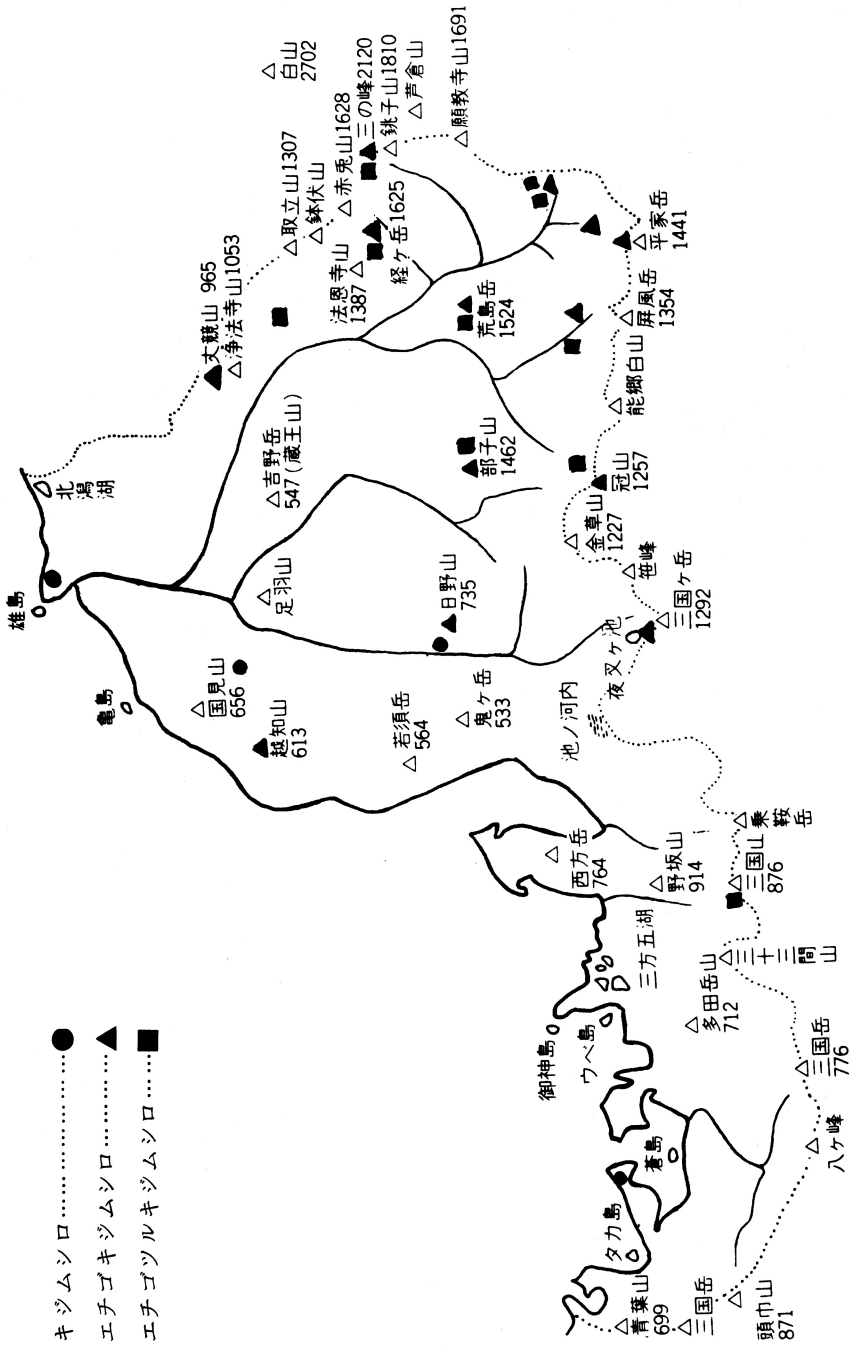 キジムシロ………………●
エチゴキジムシロ………▲
エチゴツルキジムシロ……■
白山
2702
三の峰2120
銚子山1810
芦倉山
願教寺山1691
赤兎山1628
取立山1307
鉢伏山
経ヶ岳1625
法恩寺山
1387
丈競山 965
浄法寺山1053
平家岳
1441
荒島岳
1524
屏風岳
1354
能郷白山
吉野岳
547(蔵王山)
部子山
1462
冠山
1257
金草山
1227
北潟湖
雄島
足羽山
日野山
735
笹峰
三国ヶ岳
1292
夜叉ヶ池
亀島
国見山
656
越知山
613
若須岳
564
鬼ヶ岳
533
池ノ河内
西方岳
764
野坂山
914
乗鞍岳
三国山
876
三方五湖
三十三間山
多田岳山
712
御神島
ウベ島
三国岳
776
八ヶ峰
蒼島
タカ島
青葉山
699
三国岳
頭巾山
871